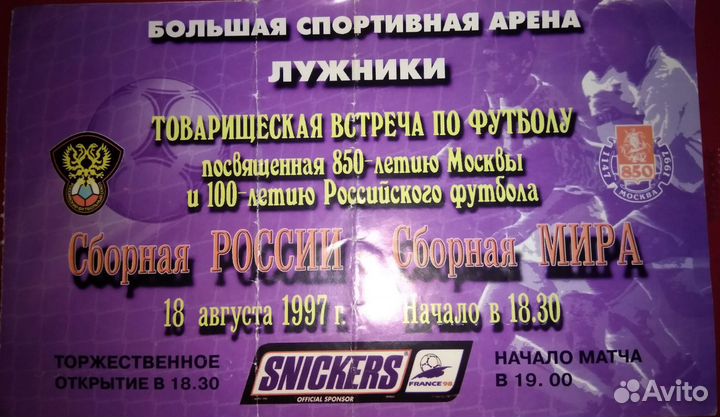 БОЛЬШАЯ СПОРТИВНАЯ АРЕНА
ЛУЖНИКИ
ТОВАРИЩЕСКАЯ ВСТРЕЧА ПО ФУТБОЛУ
посвященная 850-летию Москвы
и 100-летию Российского футбола
1147 850 1997
МОСКВА
Сборная РОССИИ Сборная МИРА
18 августа 1997 г. Начало в 18.30
ТОРЖЕСТВЕННОЕ
ОТКРЫТИЕ В 18.30
SNICKERS
OFFICIAL SPONSOR
FRANCE 98
НАЧАЛО МАТЧА
В 19.00
Avito